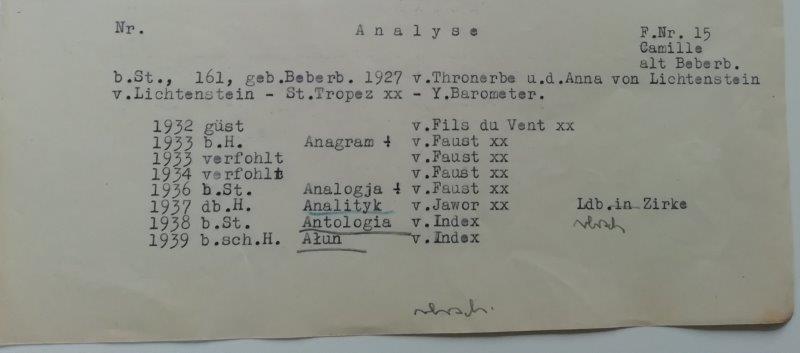 Nr. Analyse F.Nr. 15
Camille
alt Beberb.
b.St., 161, geb.Beberb. 1927 v.Thronerbe u.d.Anna von Lichtenstein
v.Lichtenstein - St.Tropez xx - Y.Barometer.
1932 güst v.Fils du Vent xx
1933 b.H. Anagram ⸸ v.Faust xx
1933 verfohlt v.Faust xx
1934 verfohlt v.Faust xx
1936 b.St. Analogja ⸸ v.Faust xx
1937 db.H. Analityk v.Jawor xx Ldb.in Zirke
1938 b.St. Antologia v.Index
1939 b.sch.H. Ałun v.Index